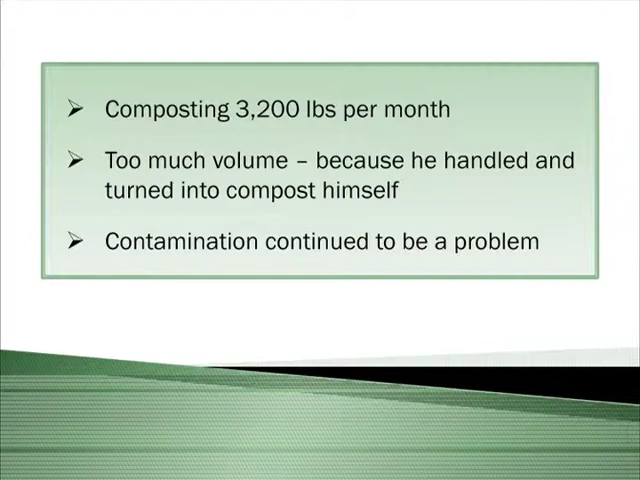 Composting 3,200 lbs per month
Too much volume – because he handled and
turned into compost himself
Contamination continued to be a problem